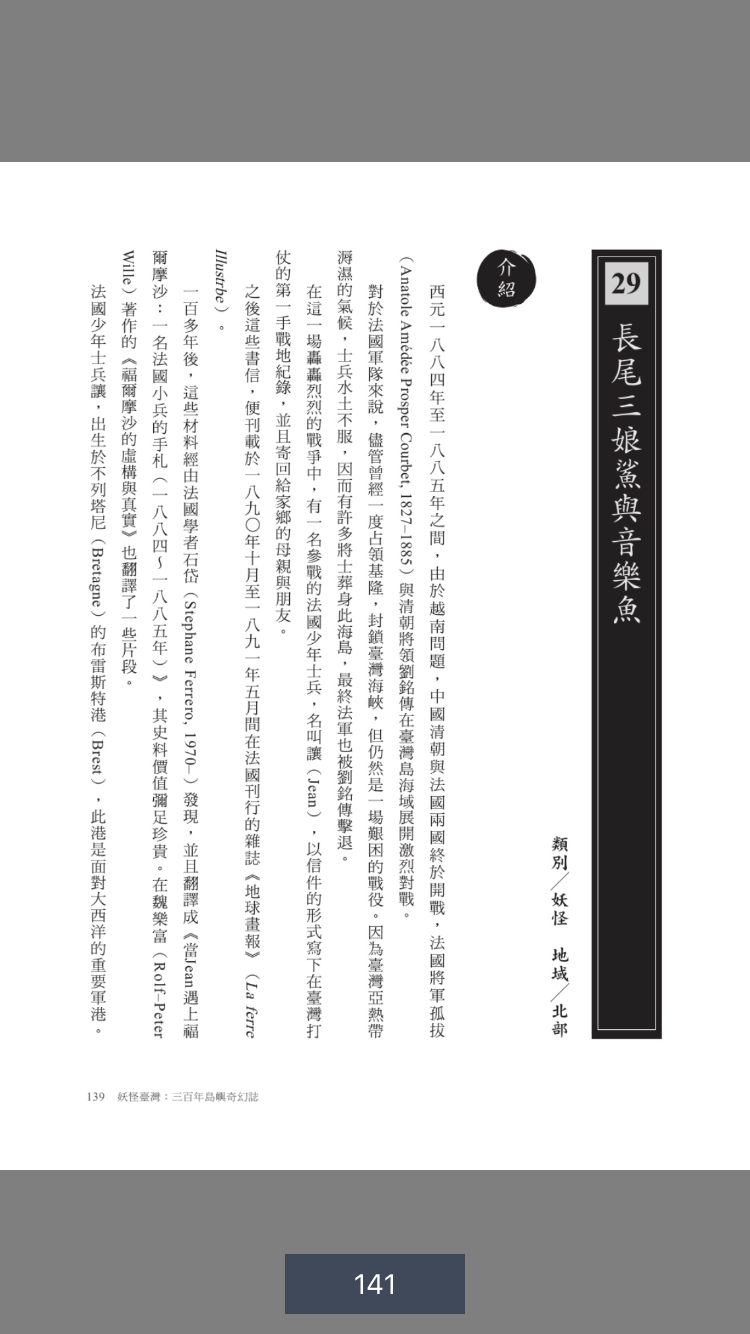 29 長尾三娘鯊與音樂魚
類別／妖怪　地域／北部
介紹
西元一八八四年至一八八五年之間，由於越南問題，中國清朝與法國兩國終於開戰，法國將軍孤拔
（Anatole Amédée Prosper Courbet, 1827–1885）與清朝將領劉銘傳在臺灣島海域展開激烈對戰。
對於法國軍隊來說，儘管曾經一度占領基隆，封鎖臺灣海峽，但仍然是一場艱困的戰役。因為臺灣亞熱帶
溽濕的氣候，士兵水土不服，因而有許多將士葬身此海島，最終法軍也被劉銘傳擊退。
在這一場轟轟烈烈的戰爭中，有一名參戰的法國少年士兵，名叫讓（Jean），以信件的形式寫下在臺灣打
仗的第一手戰地紀錄，並且寄回給家鄉的母親與朋友。
之後這些書信，便刊載於一八九〇年十月至一八九一年五月間在法國刊行的雜誌《地球畫報》（La ferre
Illustrbe）。
一百多年後，這些材料經由法國學者石岱（Stephane Ferrero, 1970–）發現，並且翻譯成《當Jean遇上福
爾摩沙：一名法國小兵的手札（一八八四～一八八五年）》，其史料價值彌足珍貴。在魏樂富（Rolf–Peter
Wille）著作的《福爾摩沙的虛構與真實》也翻譯了一些片段。
法國少年士兵讓，出生於不列塔尼（Bretagne）的布雷斯特港（Brest），此港是面對大西洋的重要軍港。
139　妖怪臺灣：三百年島嶼奇幻誌
141